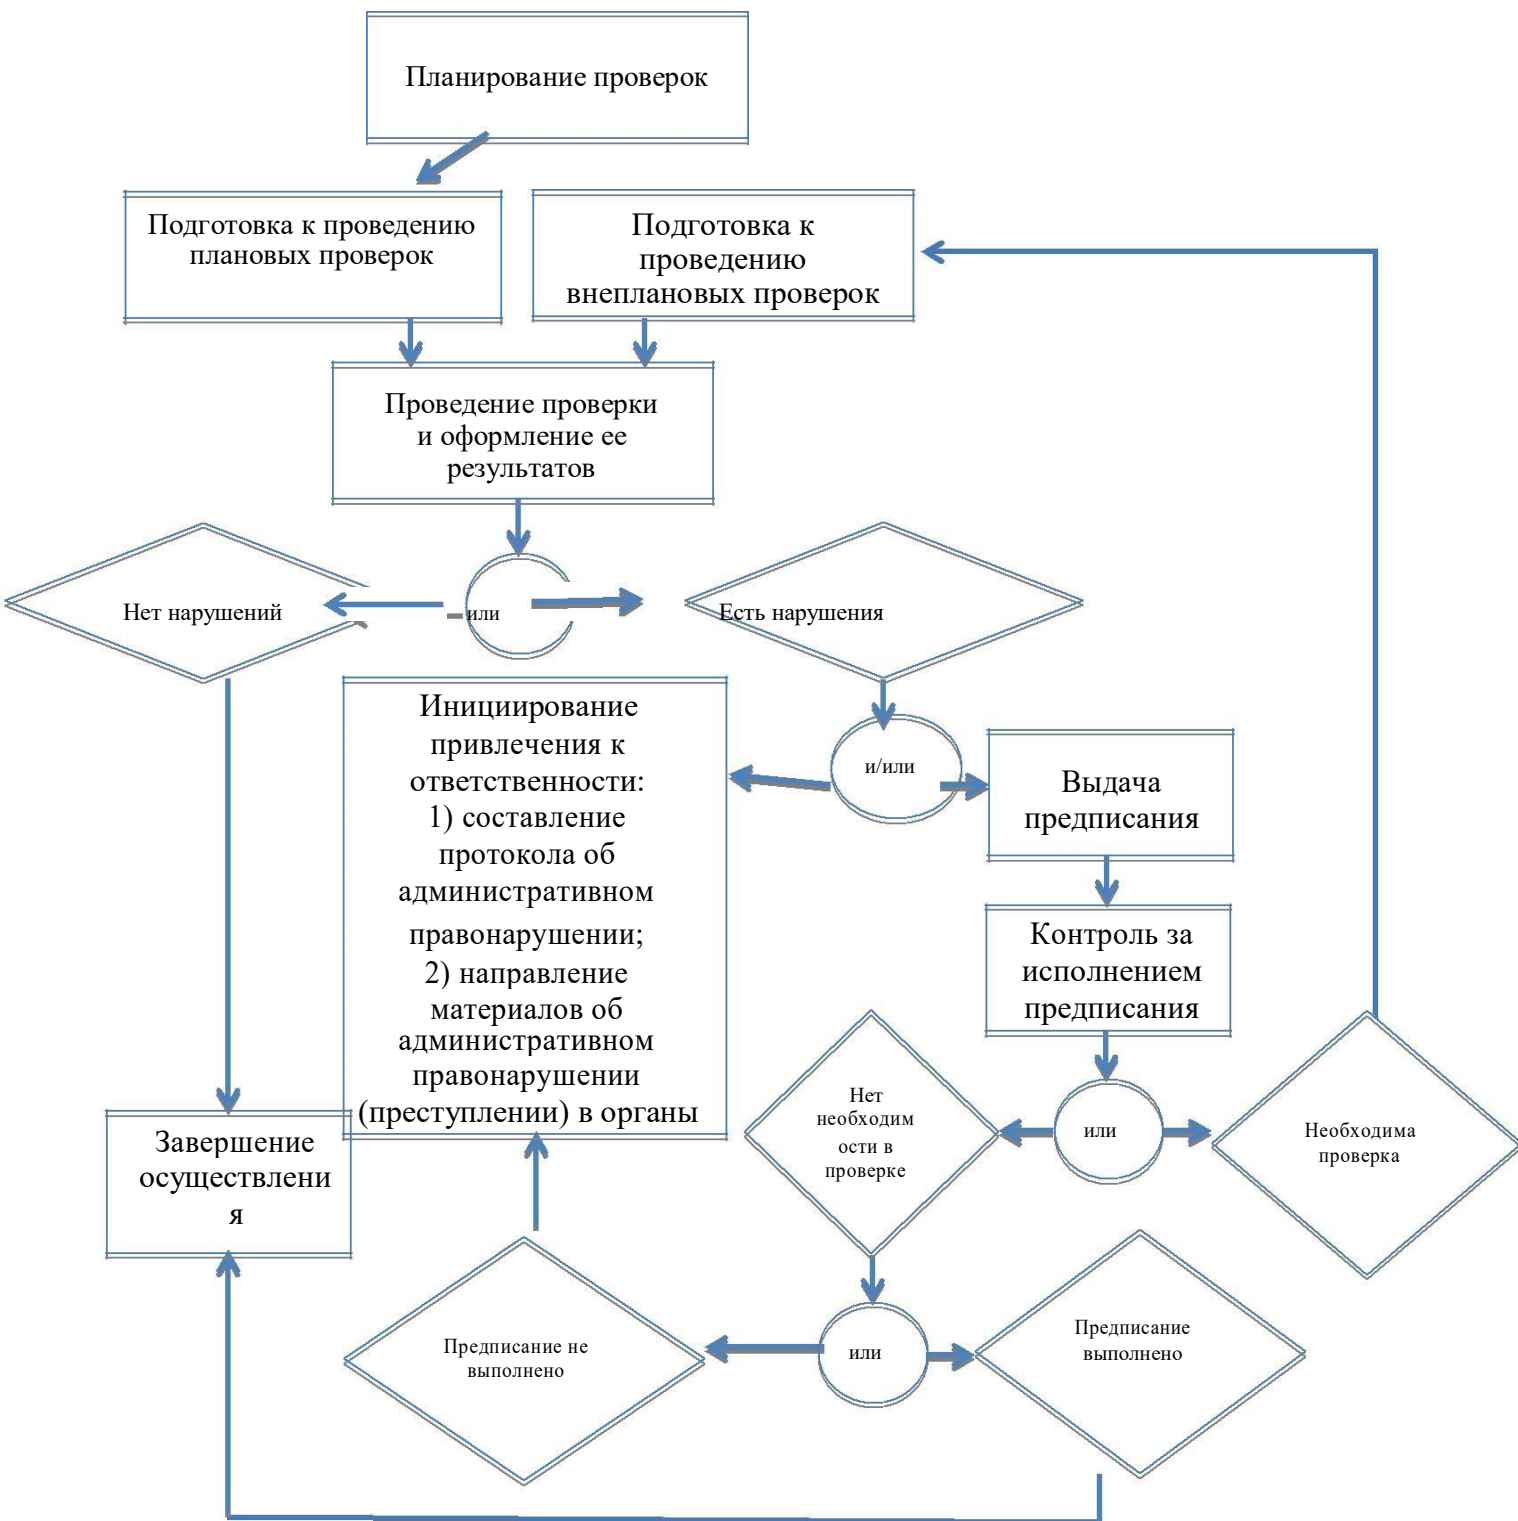 Планирование проверок
Подготовка к проведению
плановых проверок
Подготовка к
проведению
внеплановых проверок
Проведение проверки
и оформление ее
результатов
Нет нарушений
или
Есть нарушения
Инициирование
привлечения к
ответственности:
1) составление
протокола об
административном
правонарушении;
2) направление
материалов об
административном
правонарушении
(преступлении) в органы
и/или
Выдача
предписания
Контроль за
исполнением
предписания
Нет
необходим
ости в
проверке
или
Необходима
проверка
Завершение
осуществлени
я
Предписание не
выполнено
или
Предписание
выполнено